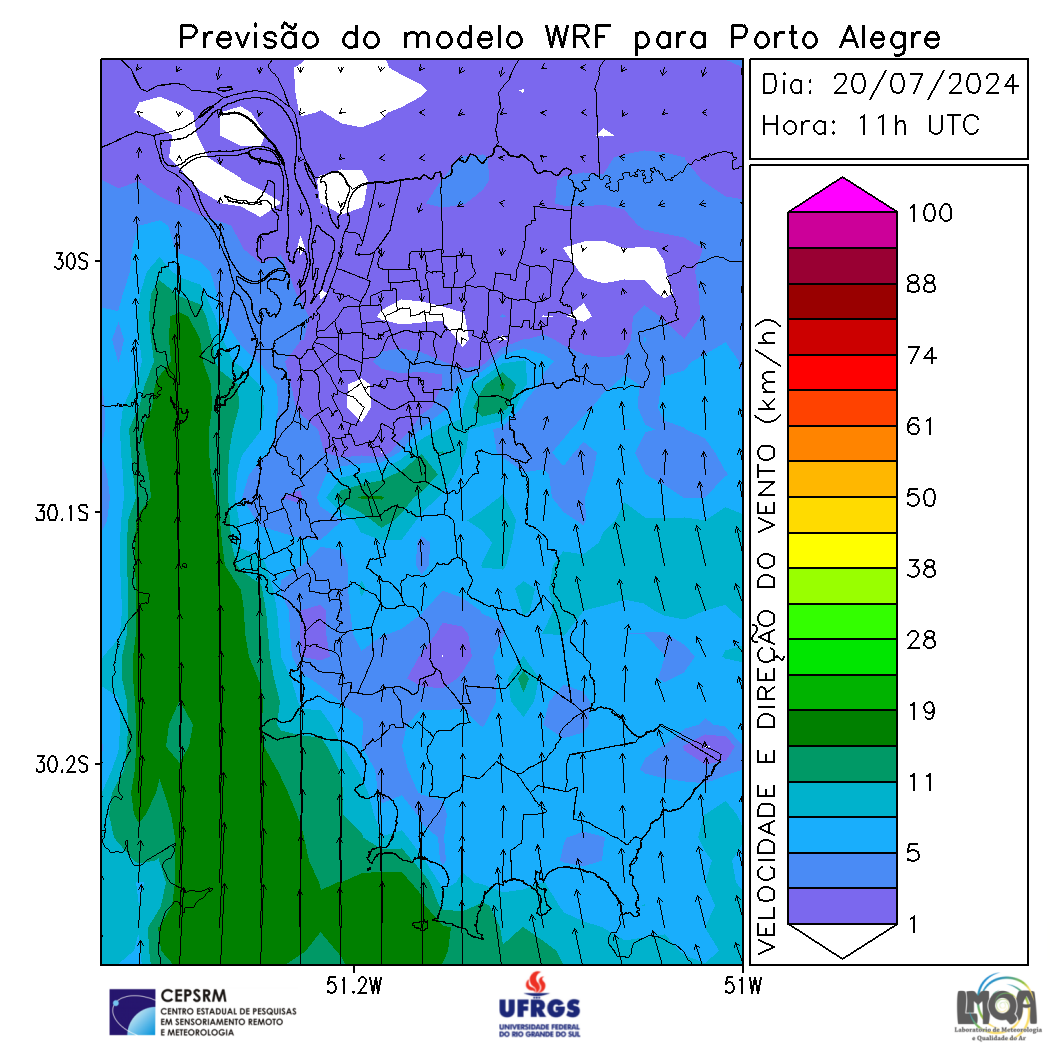 Previsão do modelo WRF para Porto Alegre
Dia: 20/07/2024
Hora: 11h UTC
30S
30.1S
30.2S
51.2W
51W
VELOCIDADE E DIREÇÃO DO VENTO (km/h)
100
88
74
61
50
38
28
19
11
5
1
CEPSRM
CENTRO ESTADUAL DE PESQUISAS
EM SENSORIAMENTO REMOTO
E METEOROLOGIA
UFRGS
UNIVERSIDADE FEDERAL
DO RIO GRANDE DO SUL
LMQA
Laboratório de Meteorologia
e Qualidade do Ar